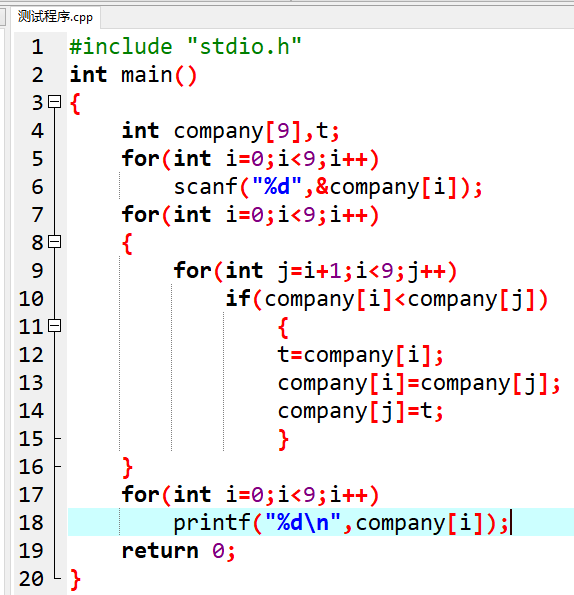 测试程序.cpp
1 #include "stdio.h"
2 int main()
3 {
4     int company[9],t;
5     for(int i=0;i<9;i++)
6         scanf("%d",&company[i]);
7     for(int i=0;i<9;i++)
8     {
9         for(int j=i+1;i<9;j++)
10             if(company[i]<company[j])
11                 {
12                 t=company[i];
13                 company[i]=company[j];
14                 company[j]=t;
15                 }
16     }
17     for(int i=0;i<9;i++)
18         printf("%d\n",company[i]);
19     return 0;
20 }